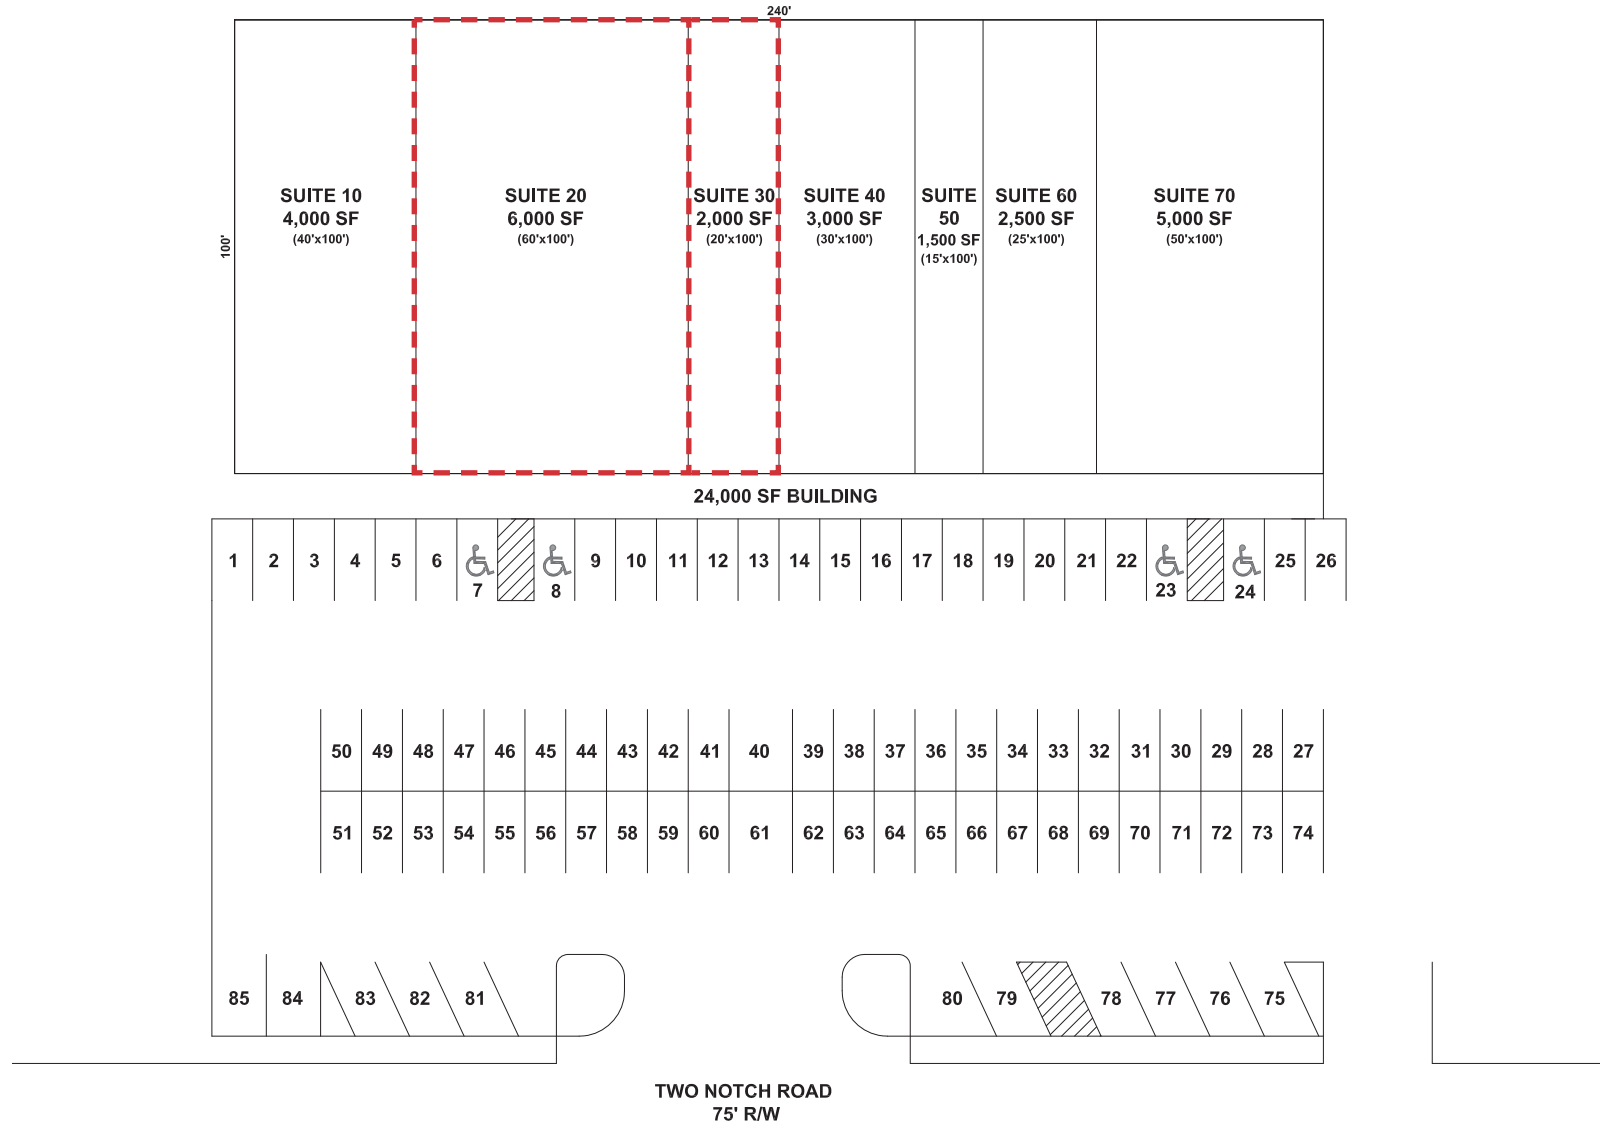 240'
100'
SUITE 10
4,000 SF
(40'x100')
SUITE 20
6,000 SF
(60'x100')
SUITE 30
2,000 SF
(20'x100')
SUITE 40
3,000 SF
(30'x100')
SUITE
50
1,500 SF
(15'x100')
SUITE 60
2,500 SF
(25'x100')
SUITE 70
5,000 SF
(50'x100')
24,000 SF BUILDING
1 2 3 4 5 6 7 8 9 10 11 12 13 14 15 16 17 18 19 20 21 22 23 24 25 26
50 49 48 47 46 45 44 43 42 41 40 39 38 37 36 35 34 33 32 31 30 29 28 27
51 52 53 54 55 56 57 58 59 60 61 62 63 64 65 66 67 68 69 70 71 72 73 74
85 84 83 82 81 80 79 78 77 76 75
TWO NOTCH ROAD
75' R/W